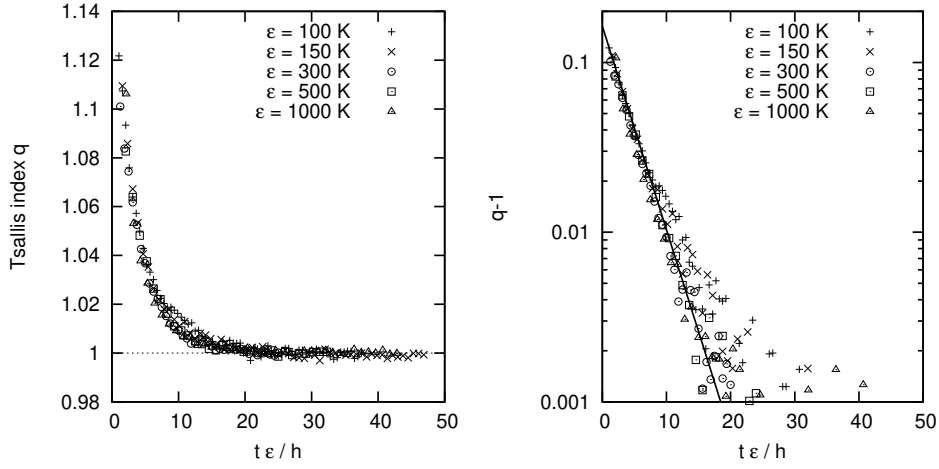 1.14
1.12
1.1
1.08
1.06
1.04
1.02
1
0.98
Tsallis index q
ε = 100 K
ε = 150 K
ε = 300 K
ε = 500 K
ε = 1000 K
0 10 20 30 40 50
t ε / h
0.1
0.01
0.001
q-1
ε = 100 K
ε = 150 K
ε = 300 K
ε = 500 K
ε = 1000 K
0 10 20 30 40 50
t ε / h